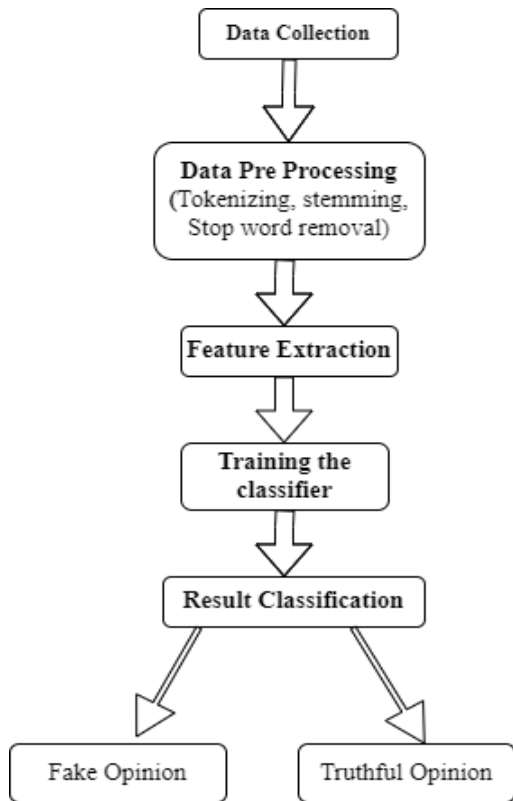 Data Collection
Data Pre Processing
(Tokenizing, stemming,
Stop word removal)
Feature Extraction
Training the
classifier
Result Classification
Fake Opinion
Truthful Opinion